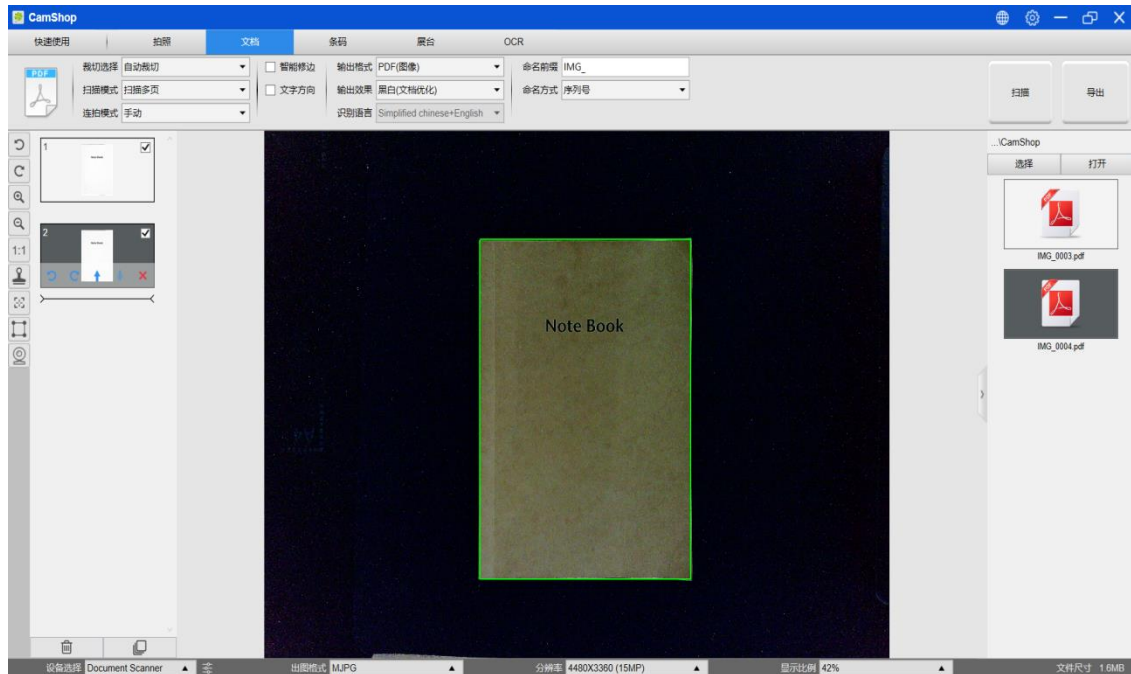 CamShop
快速使用 拍照 文档 条码 展台 OCR
裁切选择 自动裁切 智能修边 输出格式 PDF(图像) 命名前缀 IMG_
扫描模式 扫描多页 文字方向 输出效果 黑白(文档优化) 命名方式 序列号
连拍模式 手动 识别语言 Simplified chinese+English
扫描 导出
PDF
1
Note Book
2
Note Book
1:1
Note Book
...\CamShop
选择 打开
IMG_0003.pdf
IMG_0004.pdf
设备选择 Document Scanner 出图格式 MJPG 分辨率 4480X3360 (15MP) 显示比例 42% 文件尺寸 1.6MB